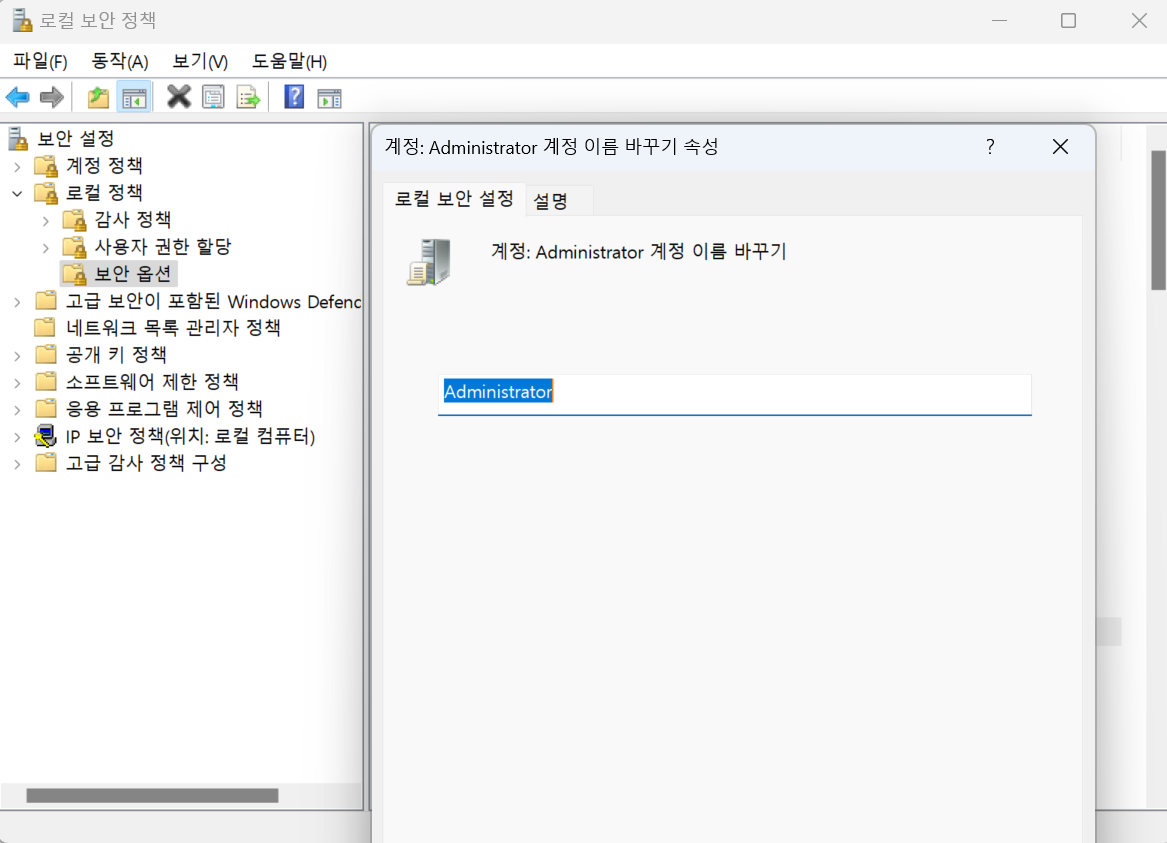 로컬 보안 정책
파일(F) 동작(A) 보기(V) 도움말(H)
보안 설정
계정 정책
로컬 정책
감사 정책
사용자 권한 할당
보안 옵션
고급 보안이 포함된 Windows Defend
네트워크 목록 관리자 정책
공개 키 정책
소프트웨어 제한 정책
응용 프로그램 제어 정책
IP 보안 정책(위치: 로컬 컴퓨터)
고급 감사 정책 구성
계정: Administrator 계정 이름 바꾸기 속성
로컬 보안 설정 설명
계정: Administrator 계정 이름 바꾸기
Administrator